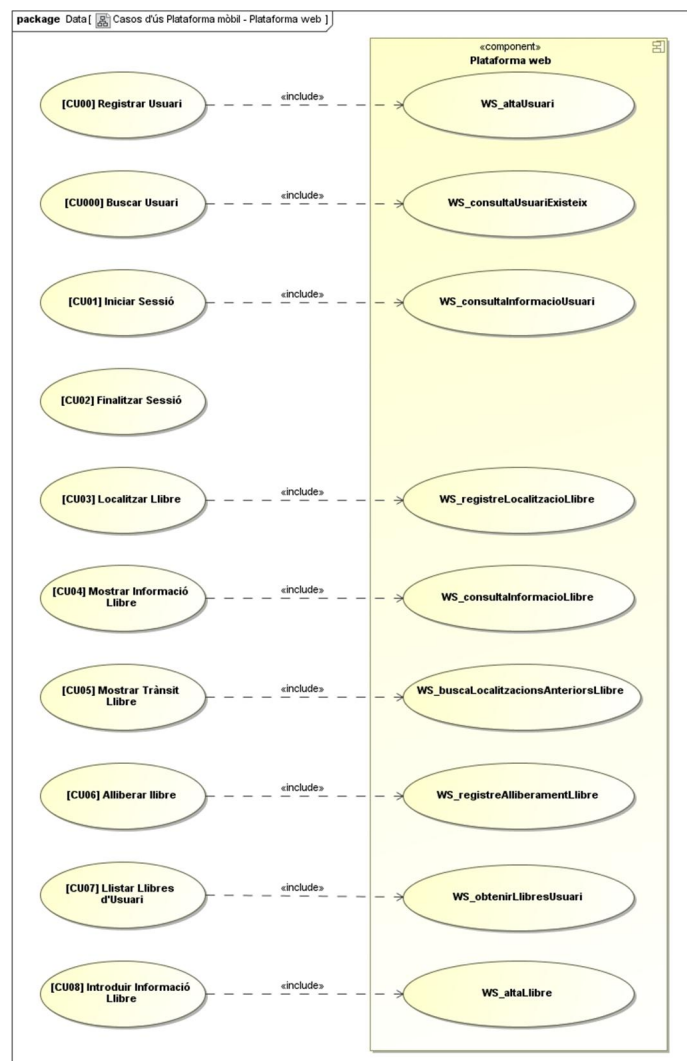 package Data [ Casos d'ús Plataforma mòbil - Plataforma web ]
«component»
Plataforma web
[CU00] Registrar Usuari
«include»
WS_altaUsuari
[CU000] Buscar Usuari
«include»
WS_consultaUsuariExisteix
[CU01] Iniciar Sessió
«include»
WS_consultaInformacioUsuari
[CU02] Finalitzar Sessió
[CU03] Localitzar Llibre
«include»
WS_registreLocalitzacioLlibre
[CU04] Mostrar Informació
Llibre
«include»
WS_consultaInformacioLlibre
[CU05] Mostrar Trànsit
Llibre
«include»
WS_buscaLocalitzacionsAnteriorsLlibre
[CU06] Alliberar llibre
«include»
WS_registreAlliberamentLlibre
[CU07] Llistar Llibres
d'Usuari
«include»
WS_obtenirLlibresUsuari
[CU08] Introduir Informació
Llibre
«include»
WS_altaLlibre